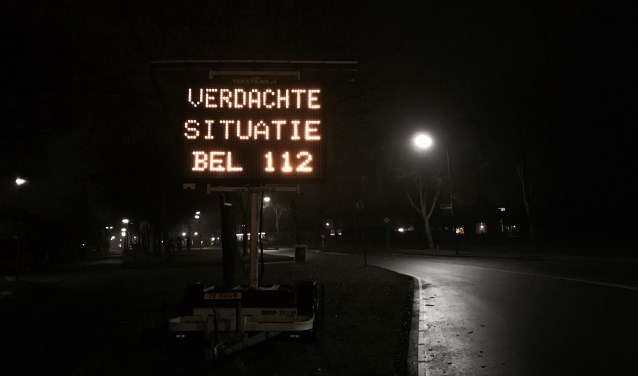 VERDACHTE
SITUATIE
BEL 112